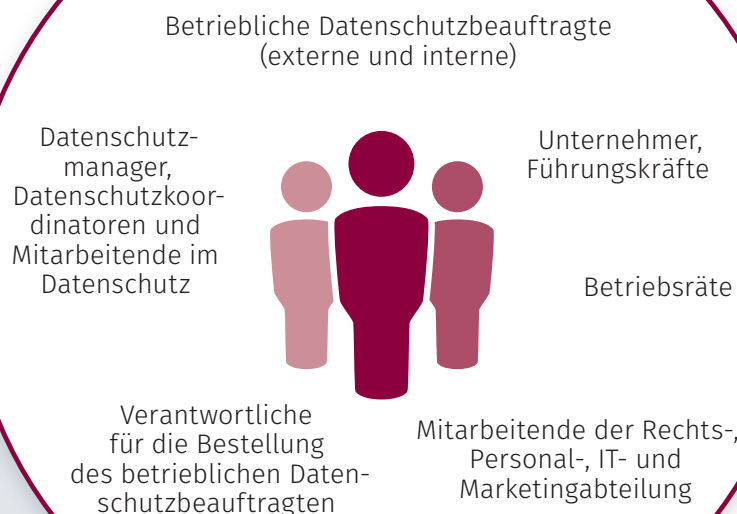 Betriebliche Datenschutzbeauftragte
(externe und interne)
Datenschutz-
manager,
Datenschutzkoor-
dinatoren und
Mitarbeitende im
Datenschutz
Unternehmer,
Führungskräfte
Betriebsräte
Verantwortliche
für die Bestellung
des betrieblichen Daten-
schutzbeauftragten
Mitarbeitende der Rechts-,
Personal-, IT- und
Marketingabteilung